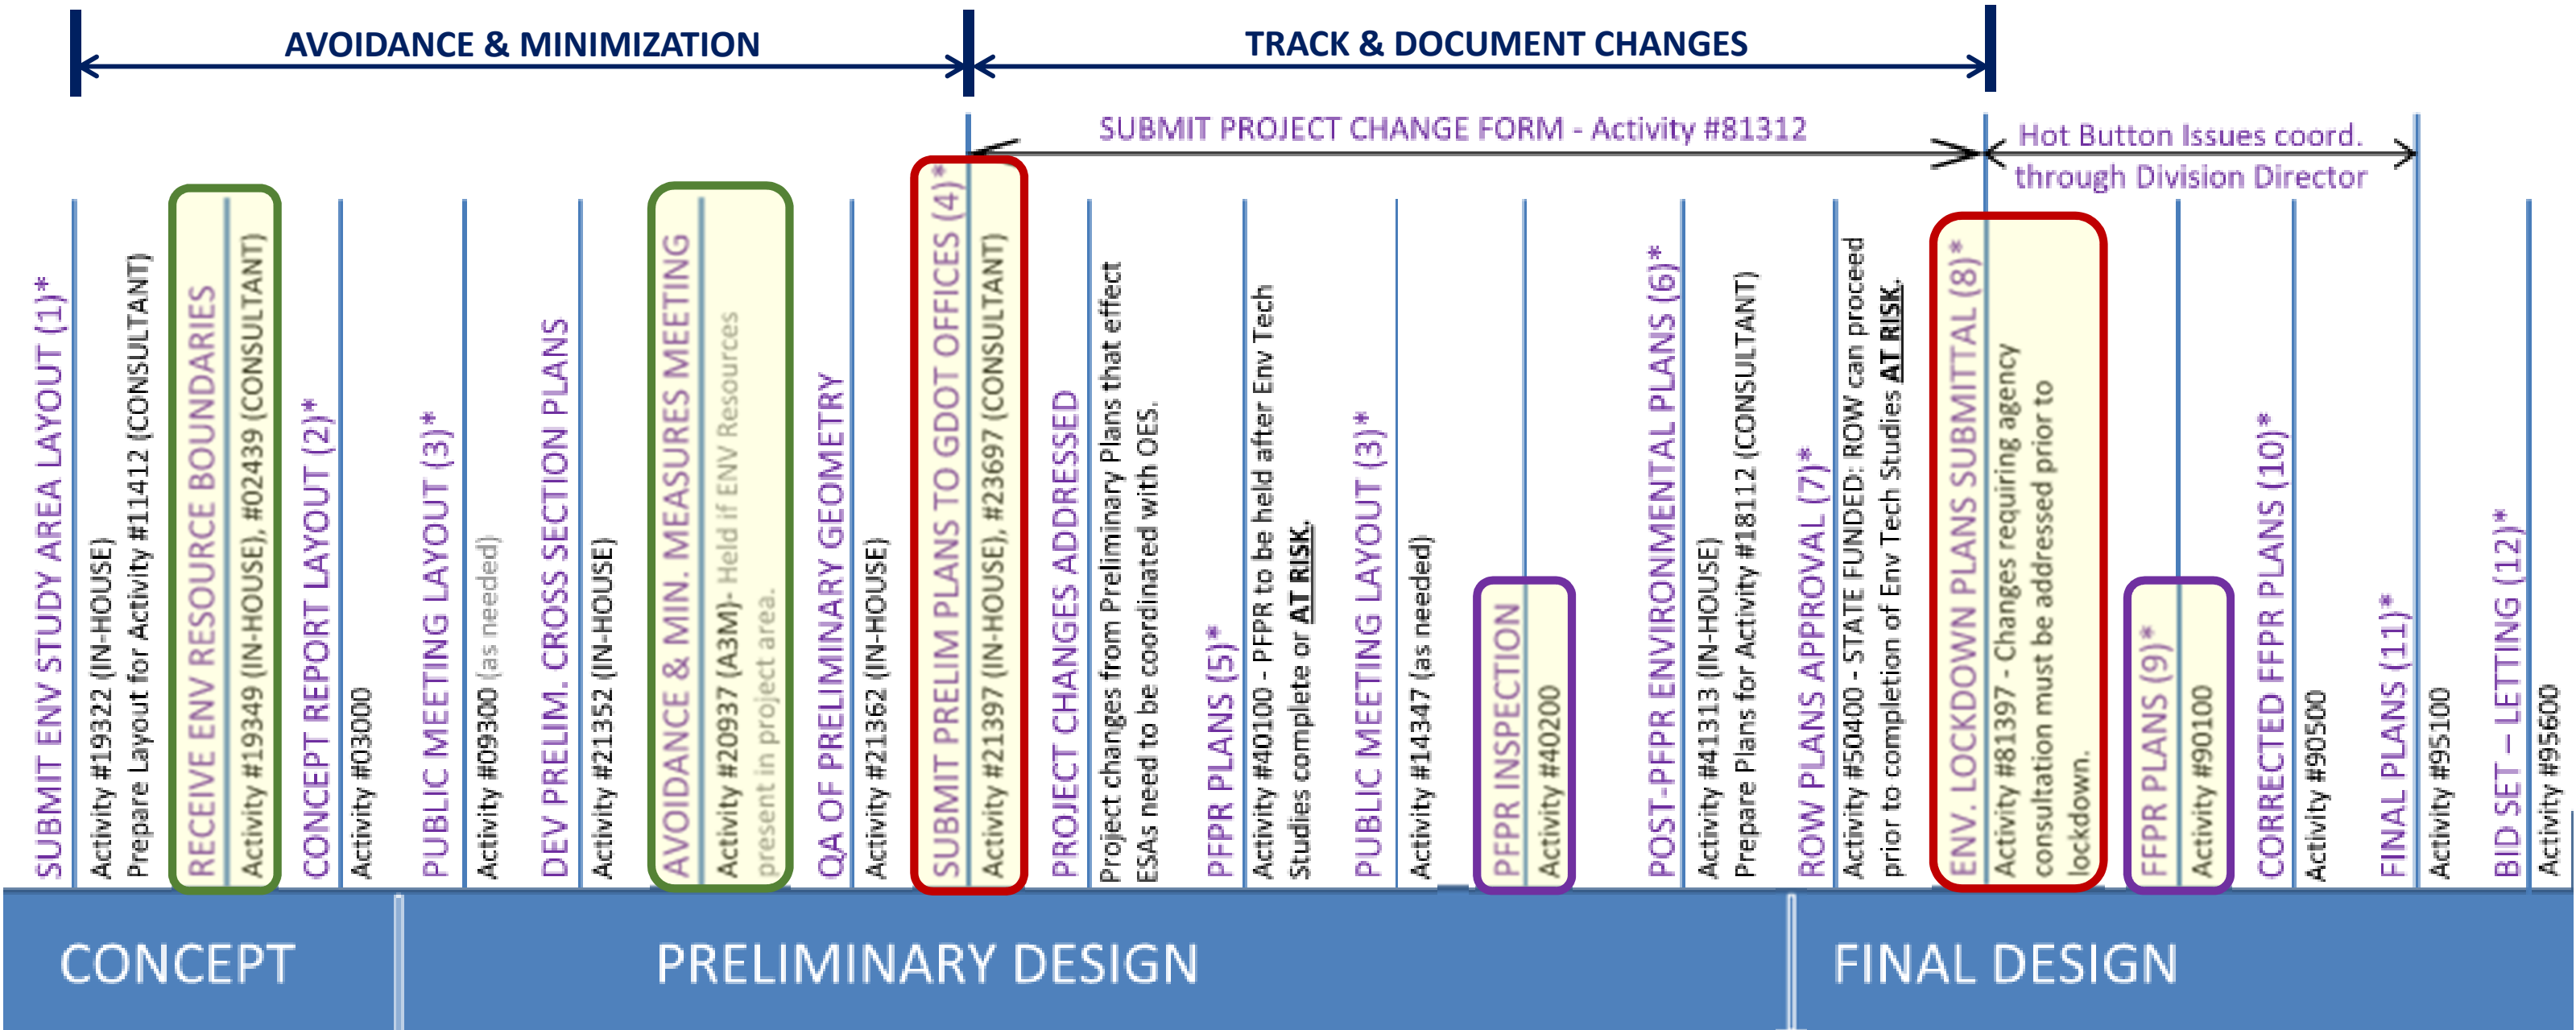 AVOIDANCE & MINIMIZATION
TRACK & DOCUMENT CHANGES
SUBMIT PROJECT CHANGE FORM - Activity #81312
Hot Button Issues coord.
through Division Director
SUBMIT ENV STUDY AREA LAYOUT (1)*
Activity #19322 (IN-HOUSE)
Prepare Layout for Activity #11412 (CONSULTANT)
RECEIVE ENV RESOURCE BOUNDARIES
Activity #19349 (IN-HOUSE), #02439 (CONSULTANT)
CONCEPT REPORT LAYOUT (2)*
Activity #03000
PUBLIC MEETING LAYOUT (3)*
Activity #09300 (as needed)
DEV PRELIM. CROSS SECTION PLANS
Activity #21352 (IN-HOUSE)
AVOIDANCE & MIN. MEASURES MEETING
Activity #20937 (A3M)- Held if ENV Resources
present in project area.
QA OF PRELIMINARY GEOMETRY
Activity #21362 (IN-HOUSE)
SUBMIT PRELIM PLANS TO GDOT OFFICES (4)*
Activity #21397 (IN-HOUSE), #23697 (CONSULTANT)
PROJECT CHANGES ADDRESSED
Project changes from Preliminary Plans that effect
ESAs need to be coordinated with OES.
PFPR PLANS (5)*
Activity #40100 - PFPR to be held after Env Tech
Studies complete or AT RISK.
PUBLIC MEETING LAYOUT (3)*
Activity #14347 (as needed)
PFPR INSPECTION
Activity #40200
POST-PFPR ENVIRONMENTAL PLANS (6)*
Activity #41313 (IN-HOUSE)
Prepare Plans for Activity #18112 (CONSULTANT)
ROW PLANS APPROVAL (7)*
Activity #50400 - STATE FUNDED: ROW can proceed
prior to completion of Env Tech Studies AT RISK.
ENV. LOCKDOWN PLANS SUBMITTAL (8)*
Activity #81397 - Changes requiring agency
consultation must be addressed prior to
lockdown.
FFPR PLANS (9)*
Activity #90100
CORRECTED FFPR PLANS (10)*
Activity #90500
FINAL PLANS (11)*
Activity #95100
BID SET – LETTING (12)*
Activity #95600
CONCEPT
PRELIMINARY DESIGN
FINAL DESIGN